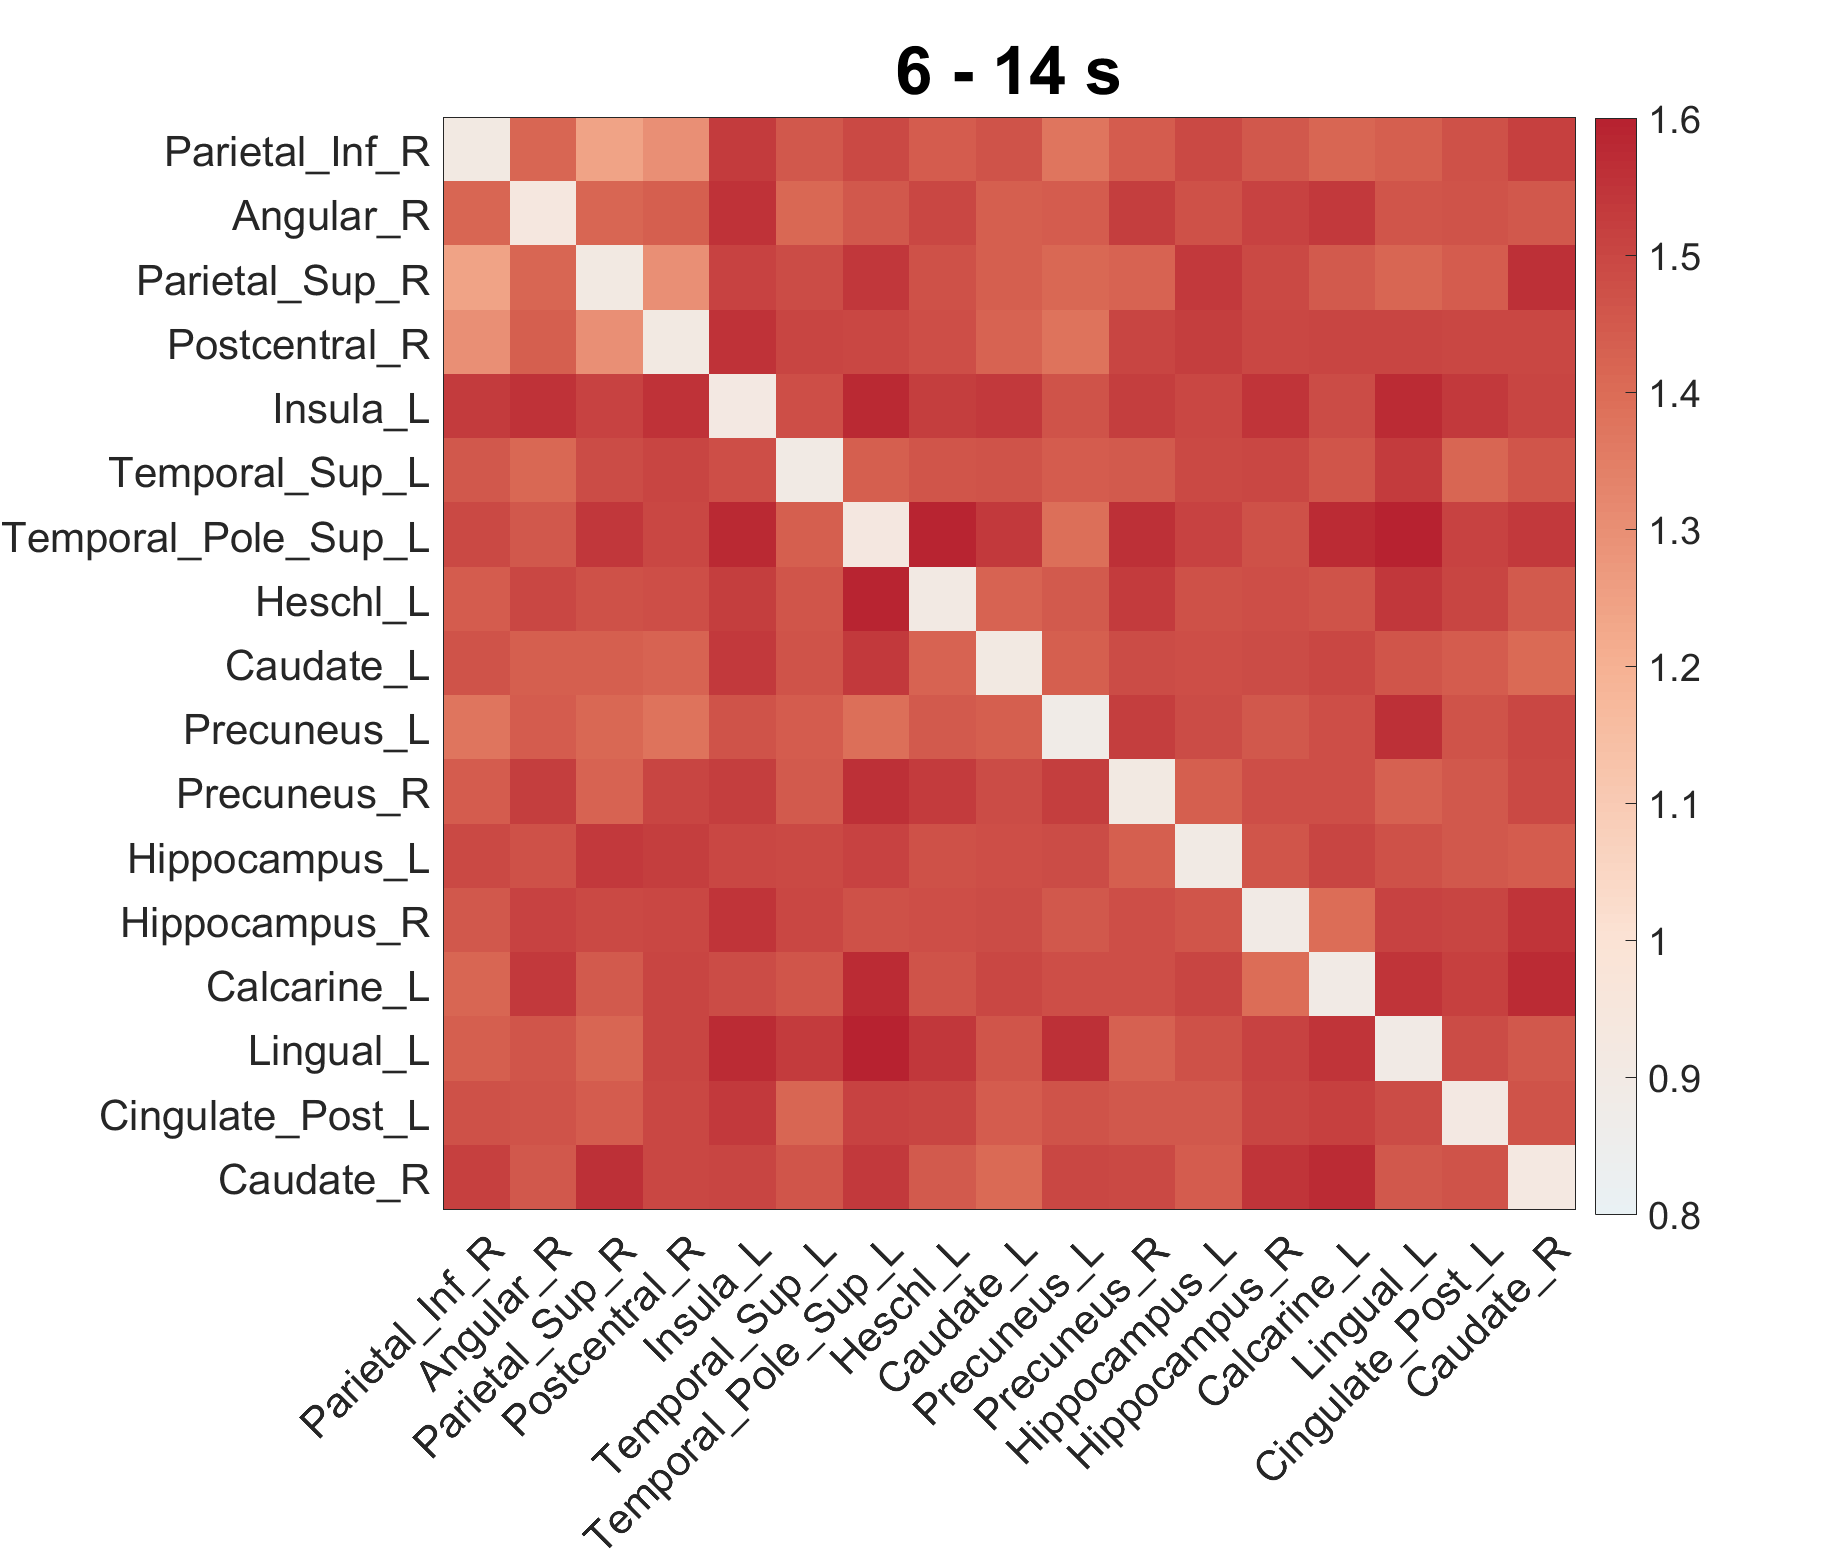 6 - 14 s
Parietal_Inf_R
Angular_R
Parietal_Sup_R
Postcentral_R
Insula_L
Temporal_Sup_L
Temporal_Pole_Sup_L
Heschl_L
Caudate_L
Precuneus_L
Precuneus_R
Hippocampus_L
Hippocampus_R
Calcarine_L
Lingual_L
Cingulate_Post_L
Caudate_R
Parietal_Inf_R
Angular_R
Parietal_Sup_R
Postcentral_R
Insula_L
Temporal_Sup_L
Temporal_Pole_Sup_L
Heschl_L
Caudate_L
Precuneus_L
Precuneus_R
Hippocampus_L
Hippocampus_R
Calcarine_L
Lingual_L
Cingulate_Post_L
Caudate_R
1.6
1.5
1.4
1.3
1.2
1.1
1
0.9
0.8